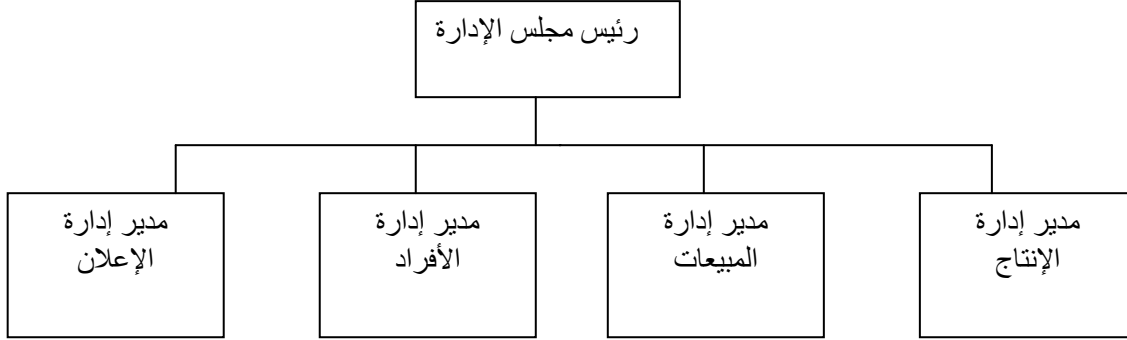 رئيس مجلس الإدارة
مدير إدارة
الإنتاج
مدير إدارة
المبيعات
مدير إدارة
الأفراد
مدير إدارة
الإعلان